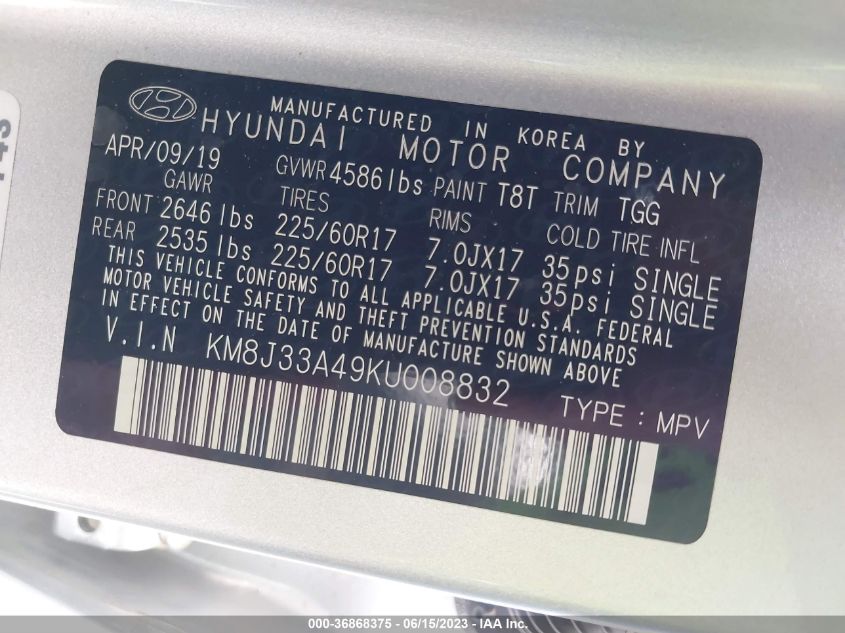 MANUFACTURED IN KOREA BY
HYUNDAI MOTOR COMPANY
APR/09/19 GVWR 4586 lbs PAINT T8T TRIM TGG
GAWR TIRES RIMS COLD TIRE INFL
FRONT 2646 lbs 225/60R17 7.0JX17 35psi SINGLE
REAR 2535 lbs 225/60R17 7.0JX17 35psi SINGLE
THIS VEHICLE CONFORMS TO ALL APPLICABLE U.S.A. FEDERAL
MOTOR VEHICLE SAFETY AND THEFT PREVENTION STANDARDS
IN EFFECT ON THE DATE OF MANUFACTURE SHOWN ABOVE
V.I.N KM8J33A49KU008832
TYPE : MPV
000-36868375 - 06/15/2023 - IAA Inc.